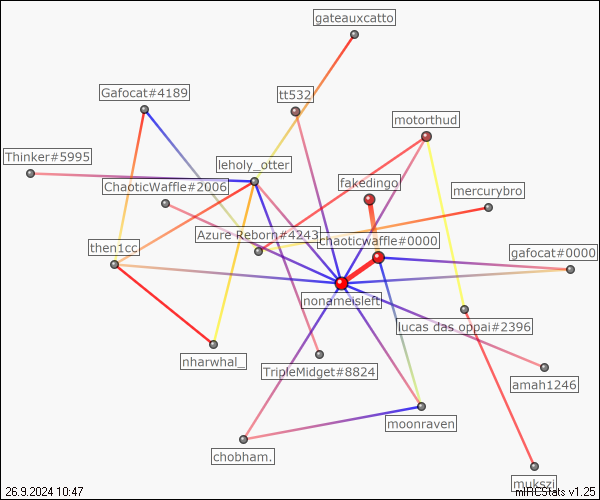 gateauxcatto
Gafocat#4189
tt532
motorthud
Thinker#5995
leholy_otter
ChaoticWaffle#2006
fakedingo
mercurybro
Azure Reborn#4243
chaoticwaffle#0000
then1cc
gafocat#0000
nonameisleft
lucas das oppai#2396
nharwhal_
TripleMidget#8824
amah1246
moonraven
chobham.
mukszi
26.9.2024 10:47
mIRCStats v1.25